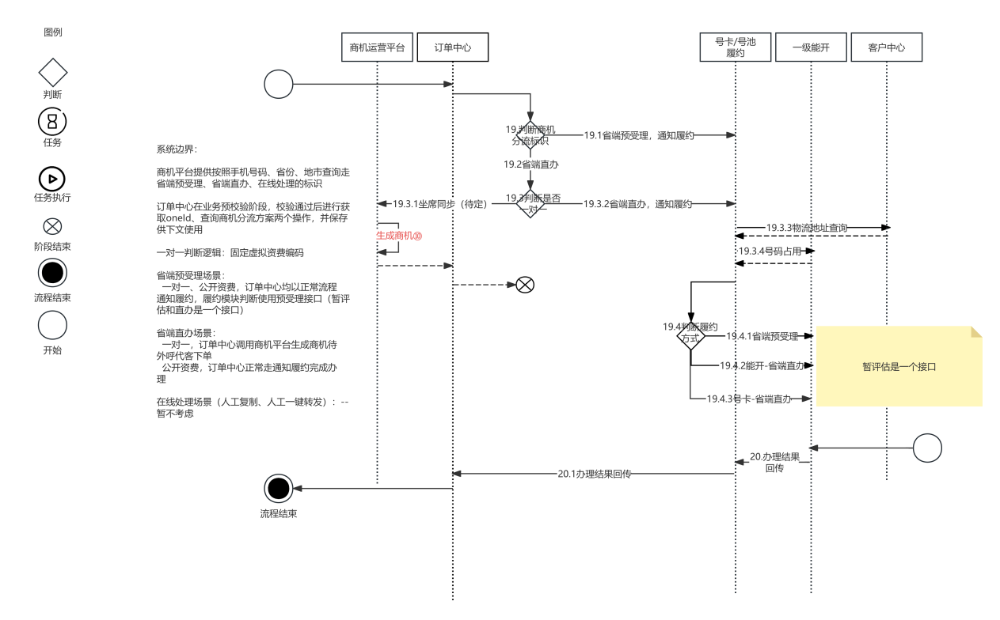 图例
判断
任务
任务执行
阶段结束
流程结束
开始
系统边界：
商机平台提供按照手机号码、省份、地市查询走
省端预受理、省端直办、在线处理的标识
订单中心在业务预校验阶段，校验通过后进行获
取oneId、查询商机分流方案两个操作，并保存
供下文使用
一对一判断逻辑：固定虚拟资费编码
省端预受理场景：
一对一、公开资费，订单中心均以正常流程
通知履约，履约模块判断使用预受理接口（暂评
估和直办是一个接口）
省端直办场景：
一对一，订单中心调用商机平台生成商机待
外呼代客下单
公开资费，订单中心正常走通知履约完成办
理
在线处理场景（人工复制、人工一键转发）：--
暂不考虑
商机运营平台
订单中心
号卡/号池
履约
一级能开
客户中心
19.判断商机
分流标识
19.1省端预受理，通知履约
19.2省端直办
19.3判断是否
一对一
19.3.1坐席同步（待定）
19.3.2省端直办，通知履约
生成商机⑩
19.3.3物流地址查询
19.3.4号码占用
19.4判断履约
方式
19.4.1省端预受理
19.4.2能开-省端直办
19.4.3号卡-省端直办
暂评估是一个接口
20.办理结果
回传
20.1办理结果回传
流程结束